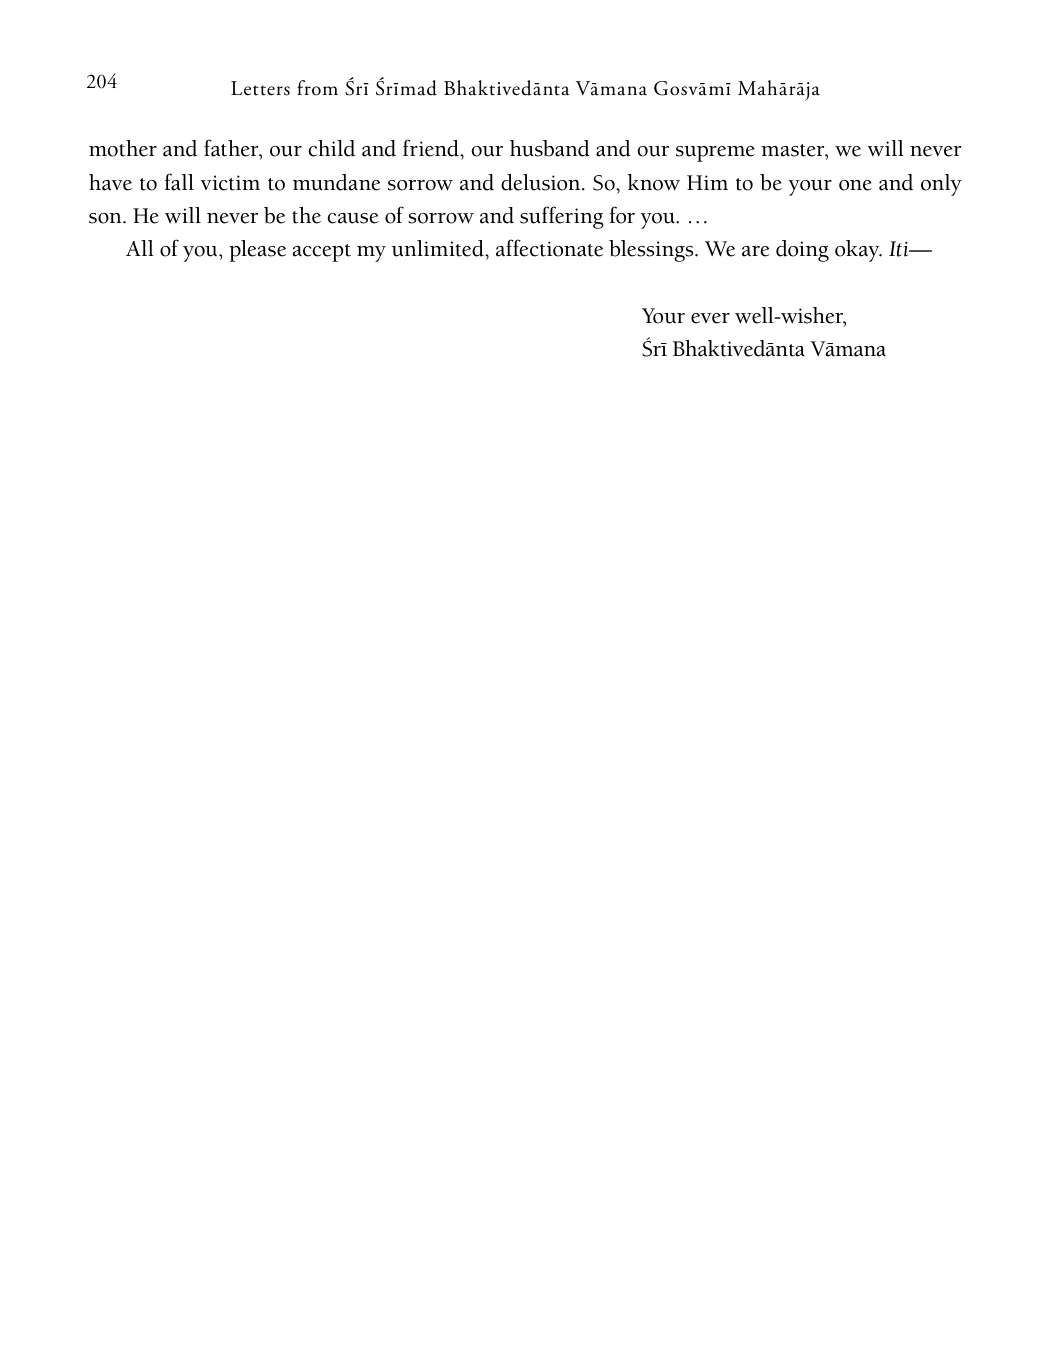 204
Letters from Śrī Śrīmad Bhaktivedānta Vāmana Gosvāmī Mahārāja
mother and father, our child and friend, our husband and our supreme master, we will never
have to fall victim to mundane sorrow and delusion. So, know Him to be your one and only
son. He will never be the cause of sorrow and suffering for you. …
All of you, please accept my unlimited, affectionate blessings. We are doing okay. Iti—
Your ever well-wisher,
Śrī Bhaktivedānta Vāmana